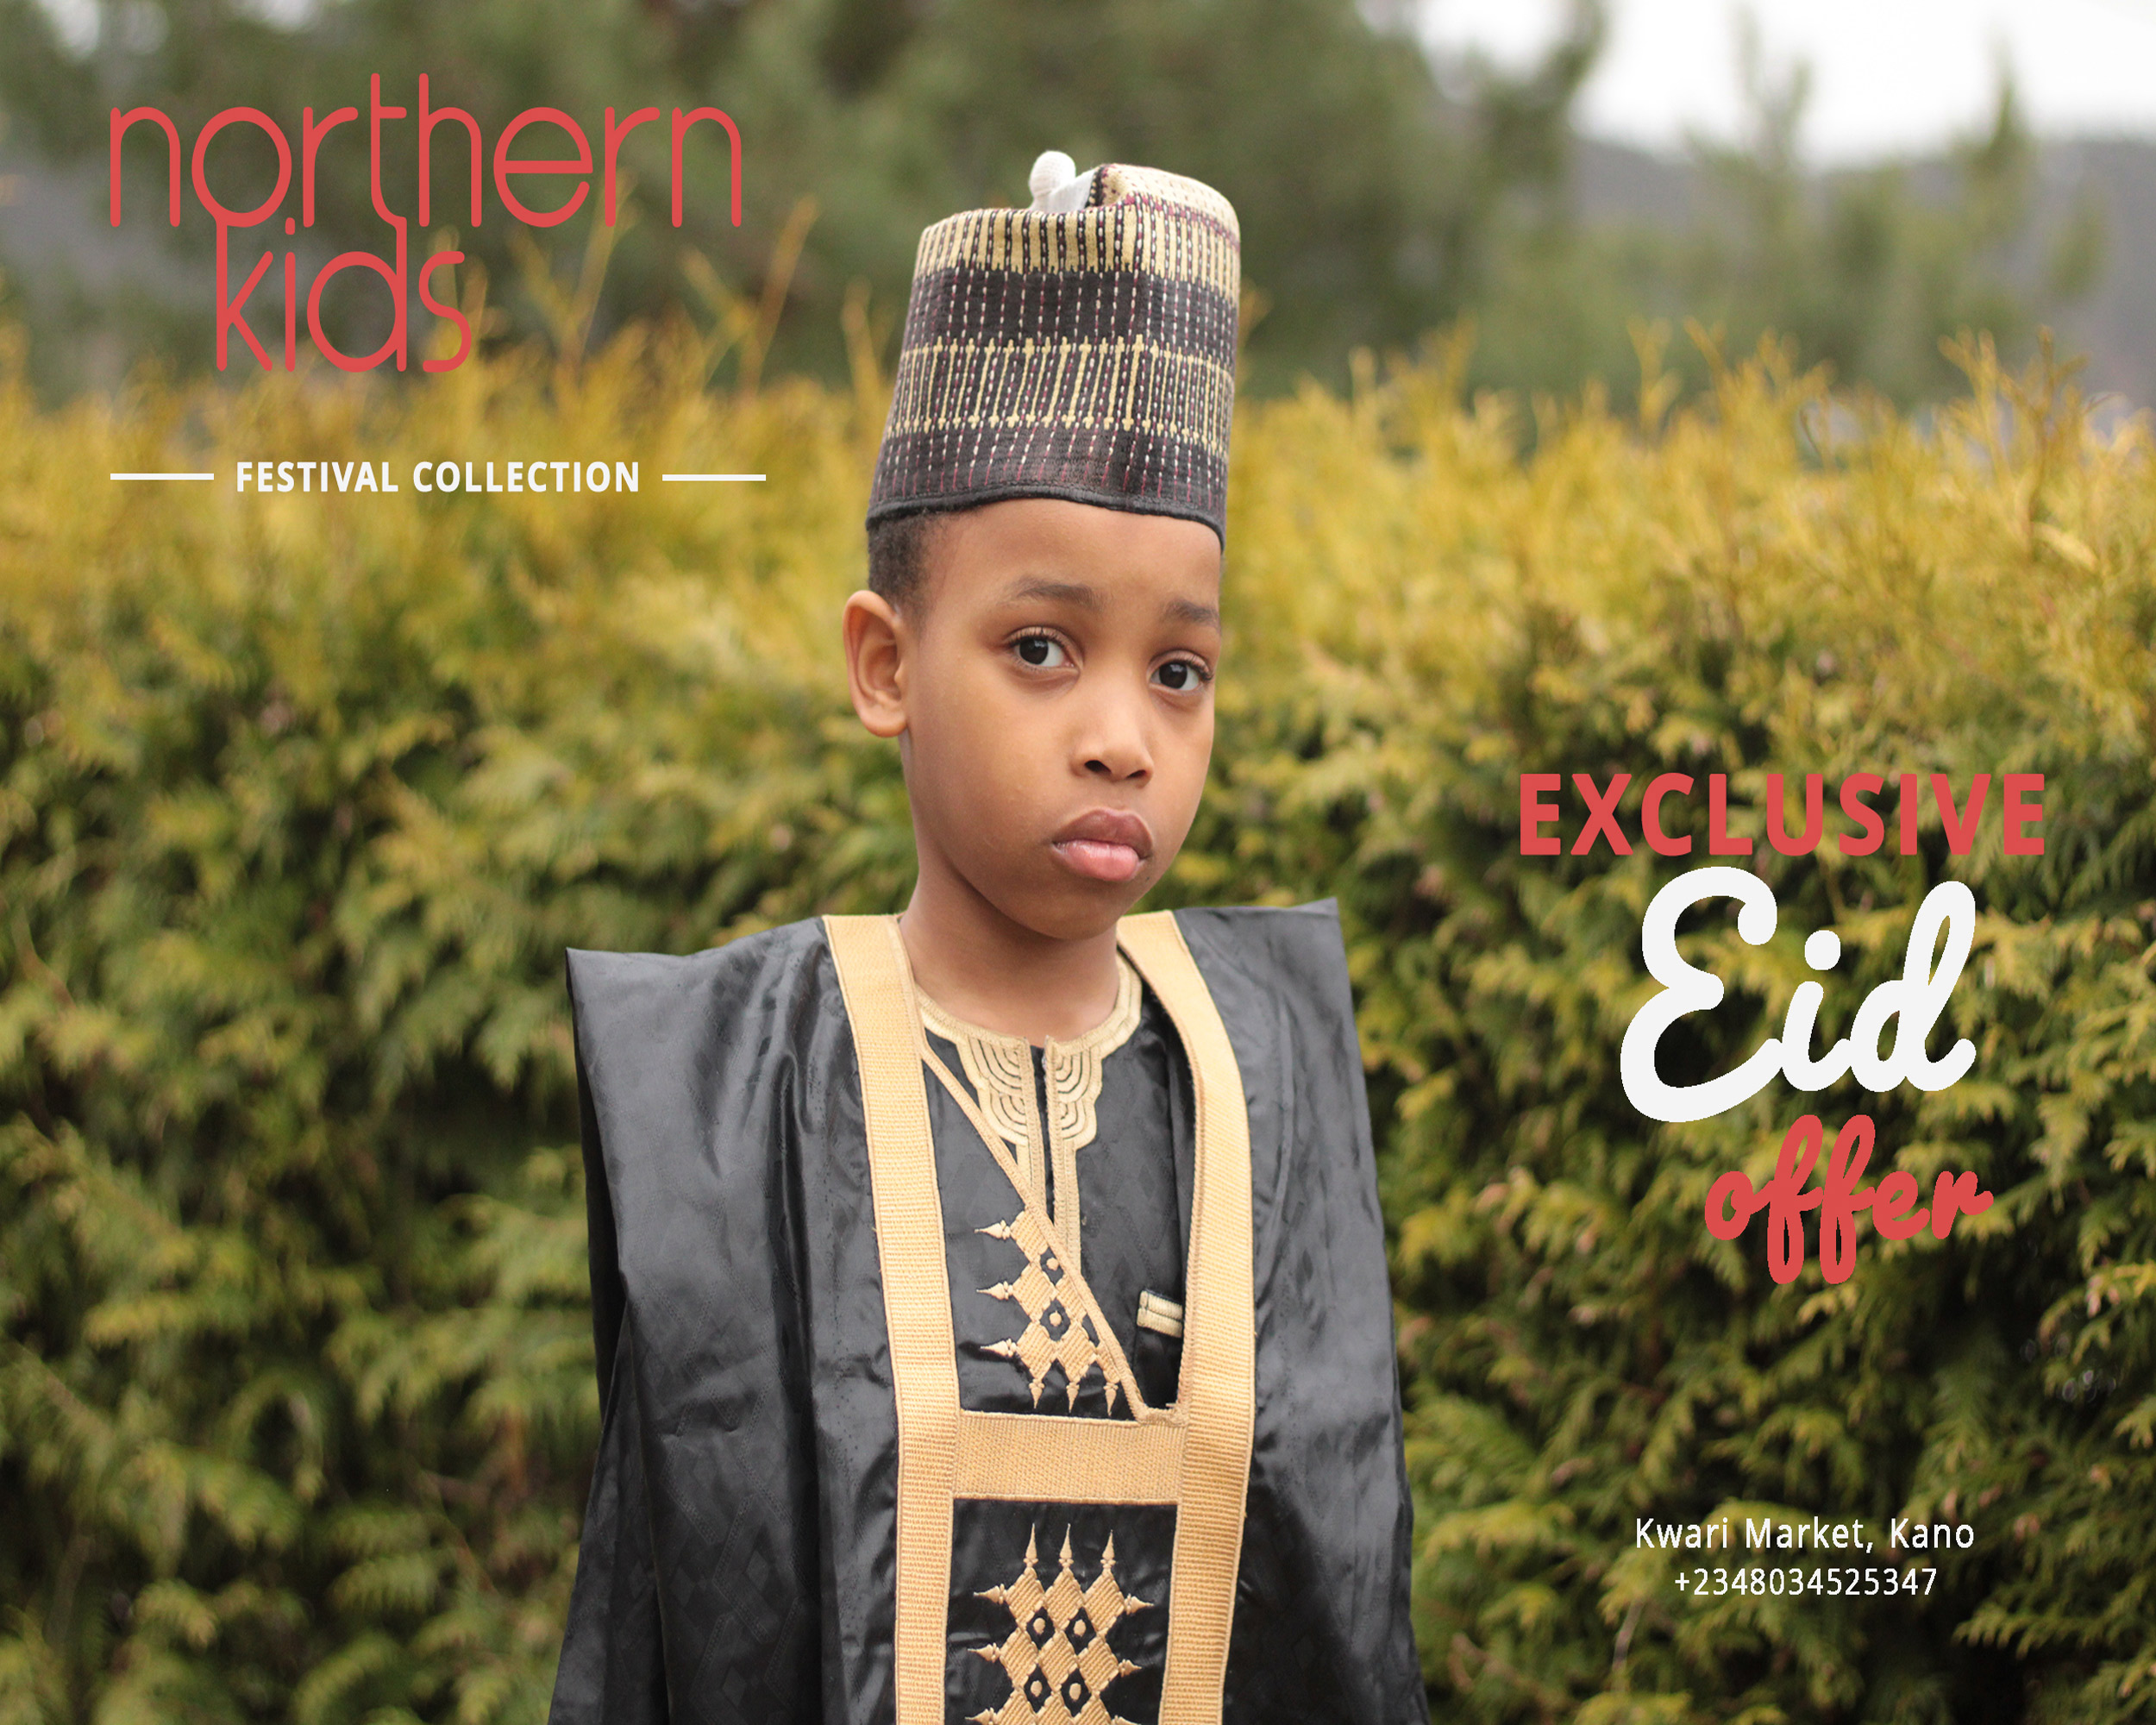 northern
kids
FESTIVAL COLLECTION
EXCLUSIVE
Eid
offer
Kwari Market, Kano
+2348034525347